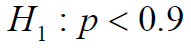 H₁ : p < 0.9